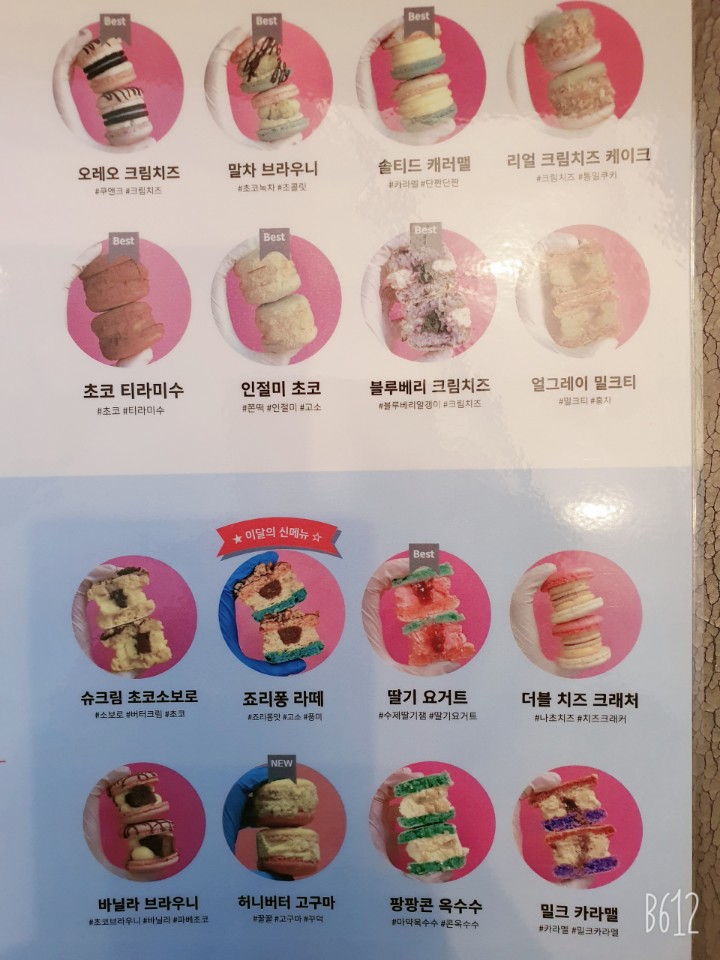 Best
Best
오레오 크림치즈
말차 브라우니
솔티드 캐러맬
리얼 크림치즈 케이크
#쿠앤크 #크림치즈
#초코녹차 #초콜릿
#카라멜 #단짠단짠
#크림치즈 #통밀쿠키
Best
Best
Best
Best
초코 티라미수
인절미 초코
블루베리 크림치즈
얼그레이 밀크티
#초코 #티라미수
#쫀떡 #인절미 #고소
#블루베리알갱이 #크림치즈
#밀크티 #홍차
★ 이달의 신메뉴 ☆
Best
슈크림 초코소보로
죠리퐁 라떼
딸기 요거트
더블 치즈 크래처
#소보로 #버터크림 #초코
#죠리퐁맛 #고소 #풍미
#수제딸기잼 #딸기요거트
#나초치즈 #치즈크래커
NEW
바닐라 브라우니
허니버터 고구마
팡팡콘 옥수수
밀크 카라맬
#초코브라우니 #바닐라 #파베초코
#꿀꿀 #고구마 #꾸덕
#마약옥수수 #콘옥수수
#카라멜 #밀크카라멜
B612